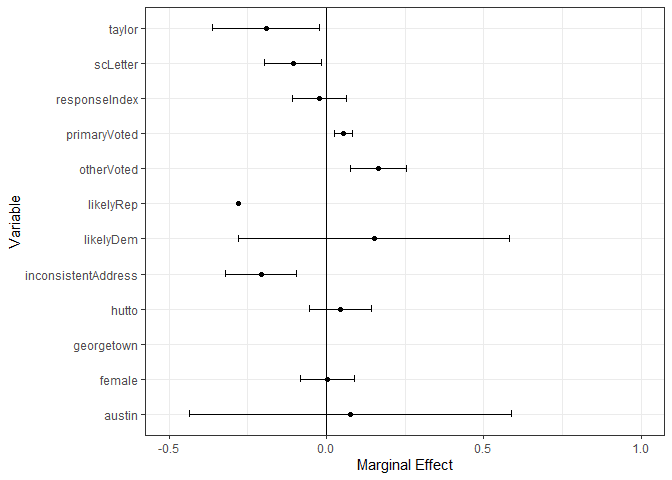 taylor
scLetter
responseIndex
primaryVoted
otherVoted
likelyRep
likelyDem
inconsistentAddress
hutto
georgetown
female
austin
Variable
-0.5 0.0 0.5 1.0
Marginal Effect